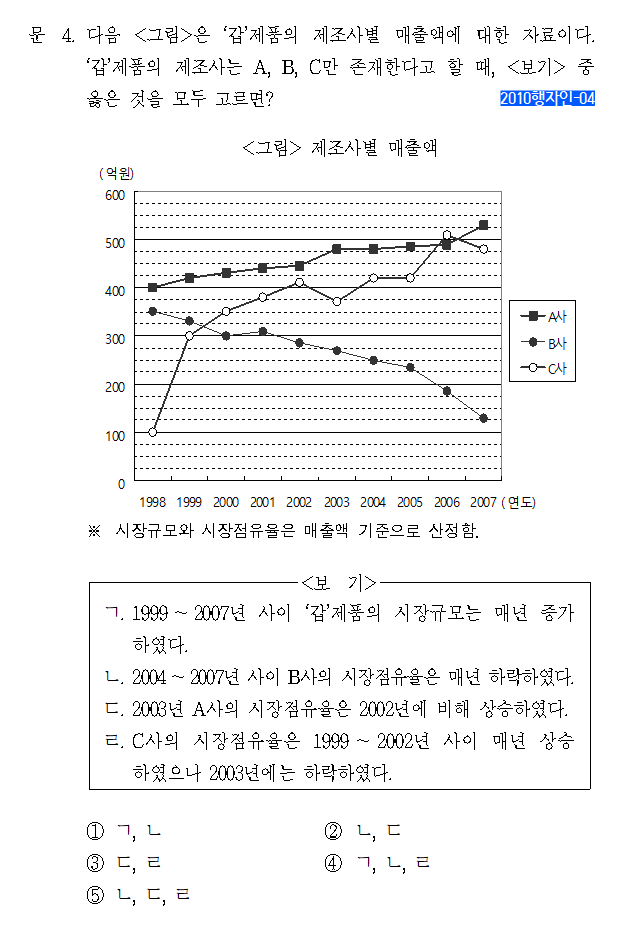 문 4. 다음 <그림>은 '갑'제품의 제조사별 매출액에 대한 자료이다.
'갑'제품의 제조사는 A, B, C만 존재한다고 할 때, <보기> 중
옳은 것을 모두 고르면? 2010행자인-04
<그림> 제조사별 매출액
(억원)
600
500
400
300
200
100
0
A사
B사
C사
1998 1999 2000 2001 2002 2003 2004 2005 2006 2007 (연도)
※ 시장규모와 시장점유율은 매출액 기준으로 산정함.
<보 기>
ㄱ. 1999 ~ 2007년 사이 '갑'제품의 시장규모는 매년 증가
하였다.
ㄴ. 2004 ~ 2007년 사이 B사의 시장점유율은 매년 하락하였다.
ㄷ. 2003년 A사의 시장점유율은 2002년에 비해 상승하였다.
ㄹ. C사의 시장점유율은 1999 ~ 2002년 사이 매년 상승
하였으나 2003년에는 하락하였다.
① ㄱ, ㄴ ② ㄴ, ㄷ
③ ㄷ, ㄹ ④ ㄱ, ㄴ, ㄹ
⑤ ㄴ, ㄷ, ㄹ